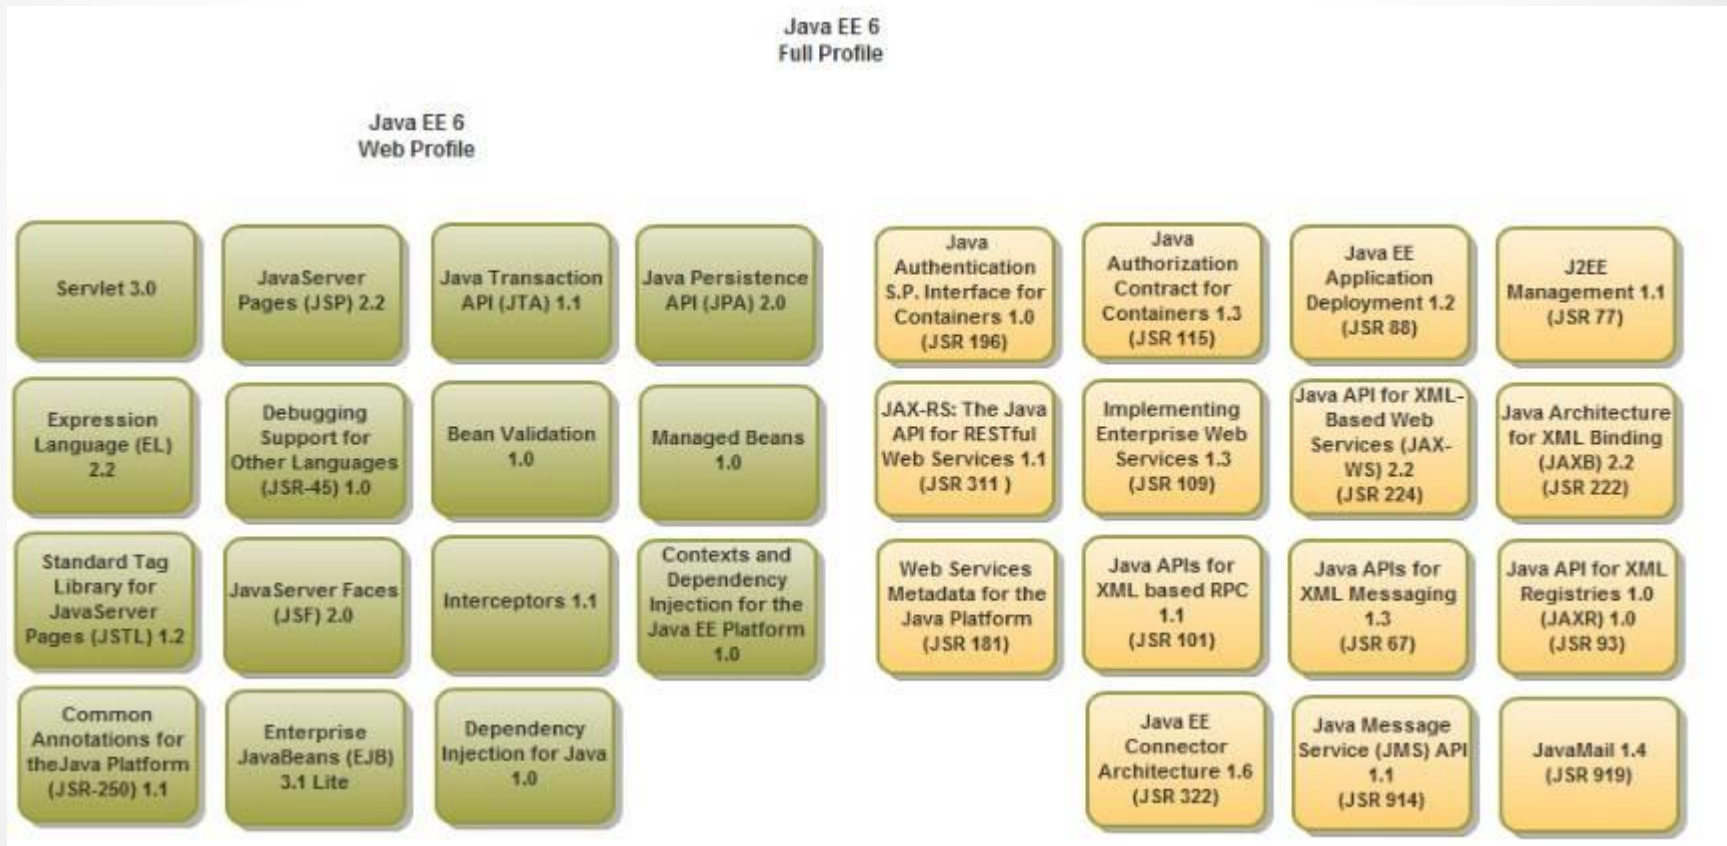 Java EE 6
Full Profile
Java EE 6
Web Profile
Servlet 3.0
JavaServer
Pages (JSP) 2.2
Java Transaction
API (JTA) 1.1
Java Persistence
API (JPA) 2.0
Java
Authentication
S.P. Interface for
Containers 1.0
(JSR 196)
Java
Authorization
Contract for
Containers 1.3
(JSR 115)
Java EE
Application
Deployment 1.2
(JSR 88)
J2EE
Management 1.1
(JSR 77)
Expression
Language (EL)
2.2
Debugging
Support for
Other Languages
(JSR-45) 1.0
Bean Validation
1.0
Managed Beans
1.0
JAX-RS: The Java
API for RESTful
Web Services 1.1
(JSR 311 )
Implementing
Enterprise Web
Services 1.3
(JSR 109)
Java API for XML-
Based Web
Services (JAX-
WS) 2.2
(JSR 224)
Java Architecture
for XML Binding
(JAXB) 2.2
(JSR 222)
Standard Tag
Library for
JavaServer
Pages (JSTL) 1.2
JavaServer Faces
(JSF) 2.0
Interceptors 1.1
Contexts and
Dependency
Injection for the
Java EE Platform
1.0
Web Services
Metadata for the
Java Platform
(JSR 181)
Java APIs for
XML based RPC
1.1
(JSR 101)
Java APIs for
XML Messaging
1.3
(JSR 67)
Java API for XML
Registries 1.0
(JAXR) 1.0
(JSR 93)
Common
Annotations for
theJava Platform
(JSR-250) 1.1
Enterprise
JavaBeans (EJB)
3.1 Lite
Dependency
Injection for Java
1.0
Java EE
Connector
Architecture 1.6
(JSR 322)
Java Message
Service (JMS) API
1.1
(JSR 914)
JavaMail 1.4
(JSR 919)